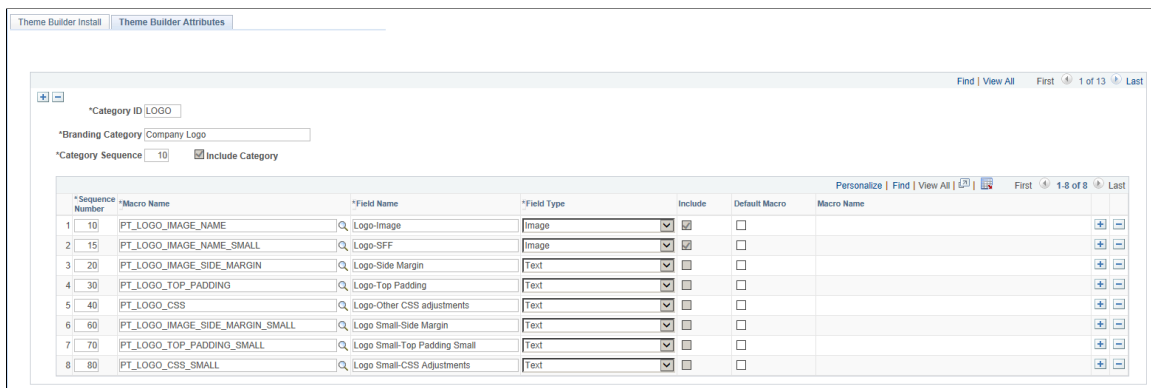 Theme Builder Install Theme Builder Attributes
Find | View All First 1 of 13 Last
*Category ID LOGO
*Branding Category Company Logo
*Category Sequence 10 Include Category
Personalize | Find | View All | | First 1-8 of 8 Last
*Sequence Number *Macro Name *Field Name *Field Type Include Default Macro Macro Name
1 10 PT_LOGO_IMAGE_NAME Logo-Image Image
2 15 PT_LOGO_IMAGE_NAME_SMALL Logo-SFF Image
3 20 PT_LOGO_IMAGE_SIDE_MARGIN Logo-Side Margin Text
4 30 PT_LOGO_TOP_PADDING Logo-Top Padding Text
5 40 PT_LOGO_CSS Logo-Other CSS adjustments Text
6 60 PT_LOGO_IMAGE_SIDE_MARGIN_SMALL Logo Small-Side Margin Text
7 70 PT_LOGO_TOP_PADDING_SMALL Logo Small-Top Padding Small Text
8 80 PT_LOGO_CSS_SMALL Logo Small-CSS Adjustments Text